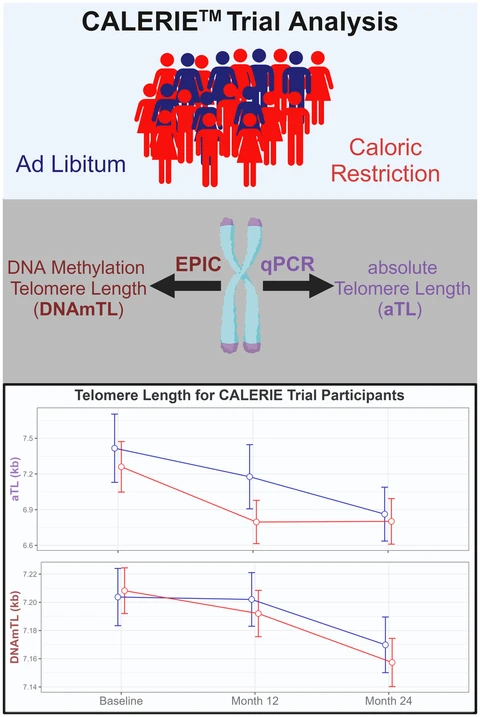 CALERIE™ Trial Analysis
Ad Libitum
Caloric
Restriction
EPIC
qPCR
DNA Methylation
Telomere Length
(DNAmTL)
absolute
Telomere Length
(aTL)
Telomere Length for CALERIE Trial Participants
aTL (kb)
7.5
7.2
6.9
6.6
DNAmTL (kb)
7.22
7.20
7.18
7.16
7.14
Baseline
Month 12
Month 24